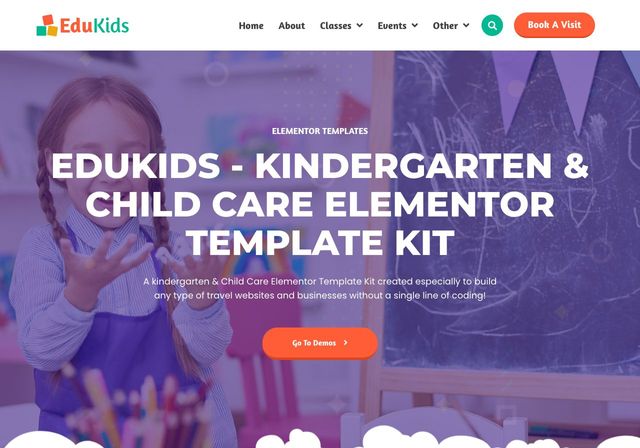 EduKids
Home About Classes Events Other Book A Visit
ELEMENTOR TEMPLATES
EDUKIDS - KINDERGARTEN &
CHILD CARE ELEMENTOR
TEMPLATE KIT
A kindergarten & Child Care Elementor Template Kit created especially to build
any type of travel websites and businesses without a single line of coding!
Go To Demos